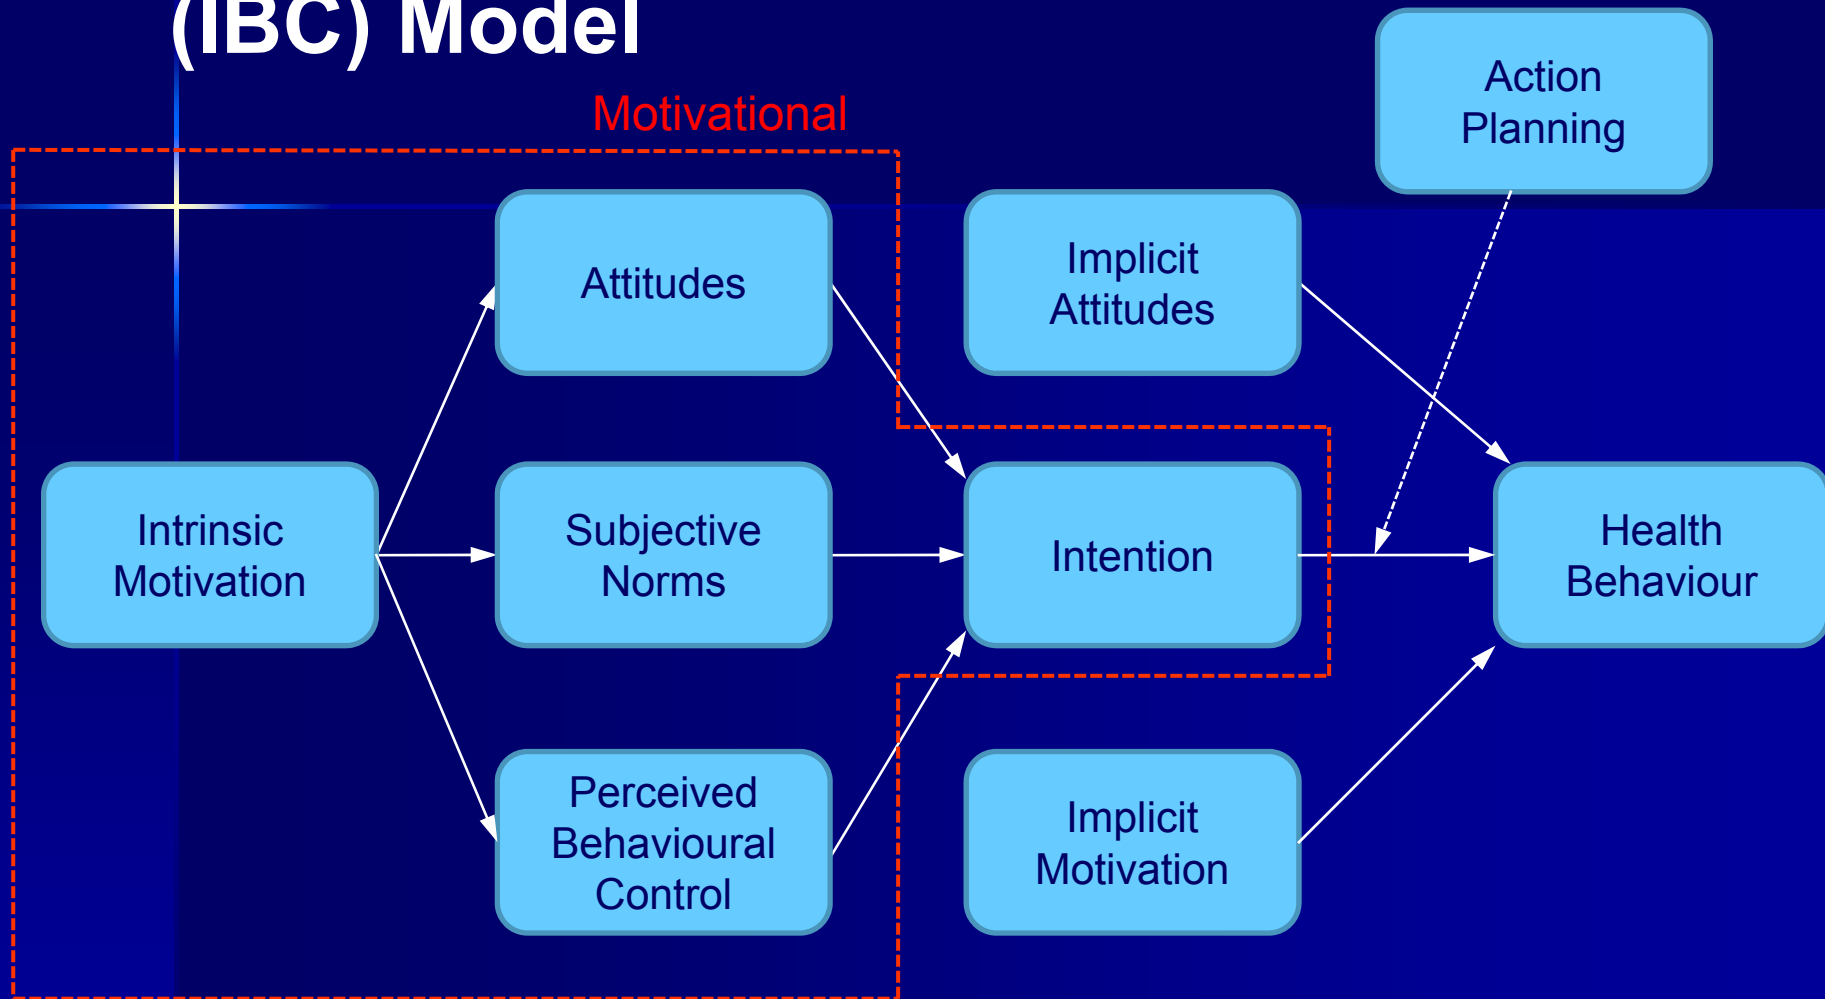 (IBC) Model
Motivational
Action
Planning
Attitudes
Implicit
Attitudes
Intrinsic
Motivation
Subjective
Norms
Intention
Health
Behaviour
Perceived
Behavioural
Control
Implicit
Motivation